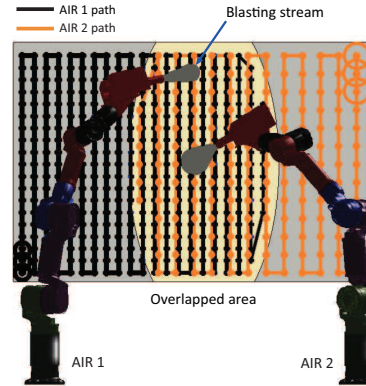 AIR 1 path
AIR 2 path
Blasting stream
Overlapped area
AIR 1
AIR 2